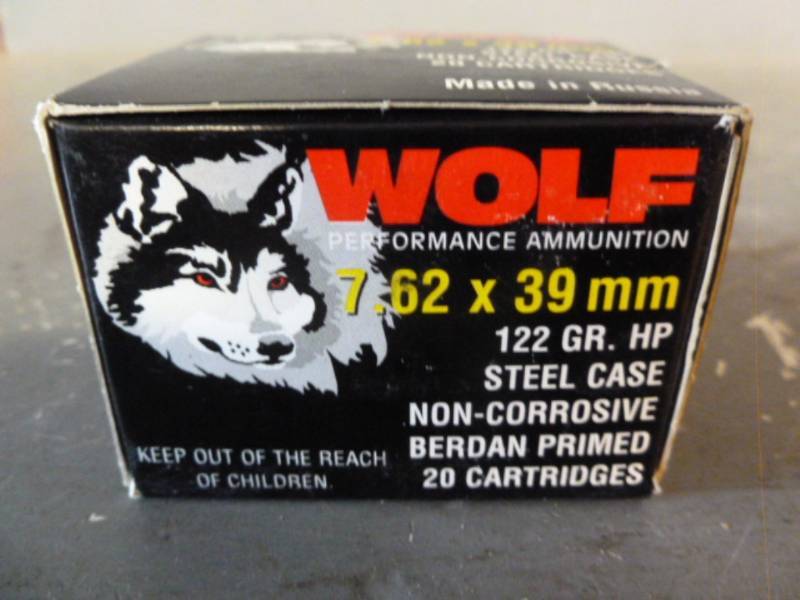 Made in Russia
WOLF
PERFORMANCE AMMUNITION
7.62 x 39 mm
122 GR. HP
STEEL CASE
NON-CORROSIVE
BERDAN PRIMED
20 CARTRIDGES
KEEP OUT OF THE REACH
OF CHILDREN.